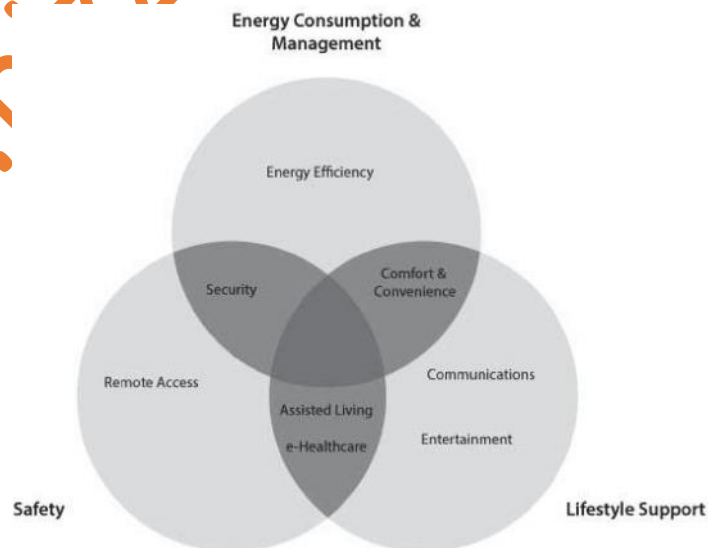 Energy Consumption &
Management
Energy Efficiency
Security
Comfort &
Convenience
Remote Access
Communications
Assisted Living
e-Healthcare
Entertainment
Safety
Lifestyle Support